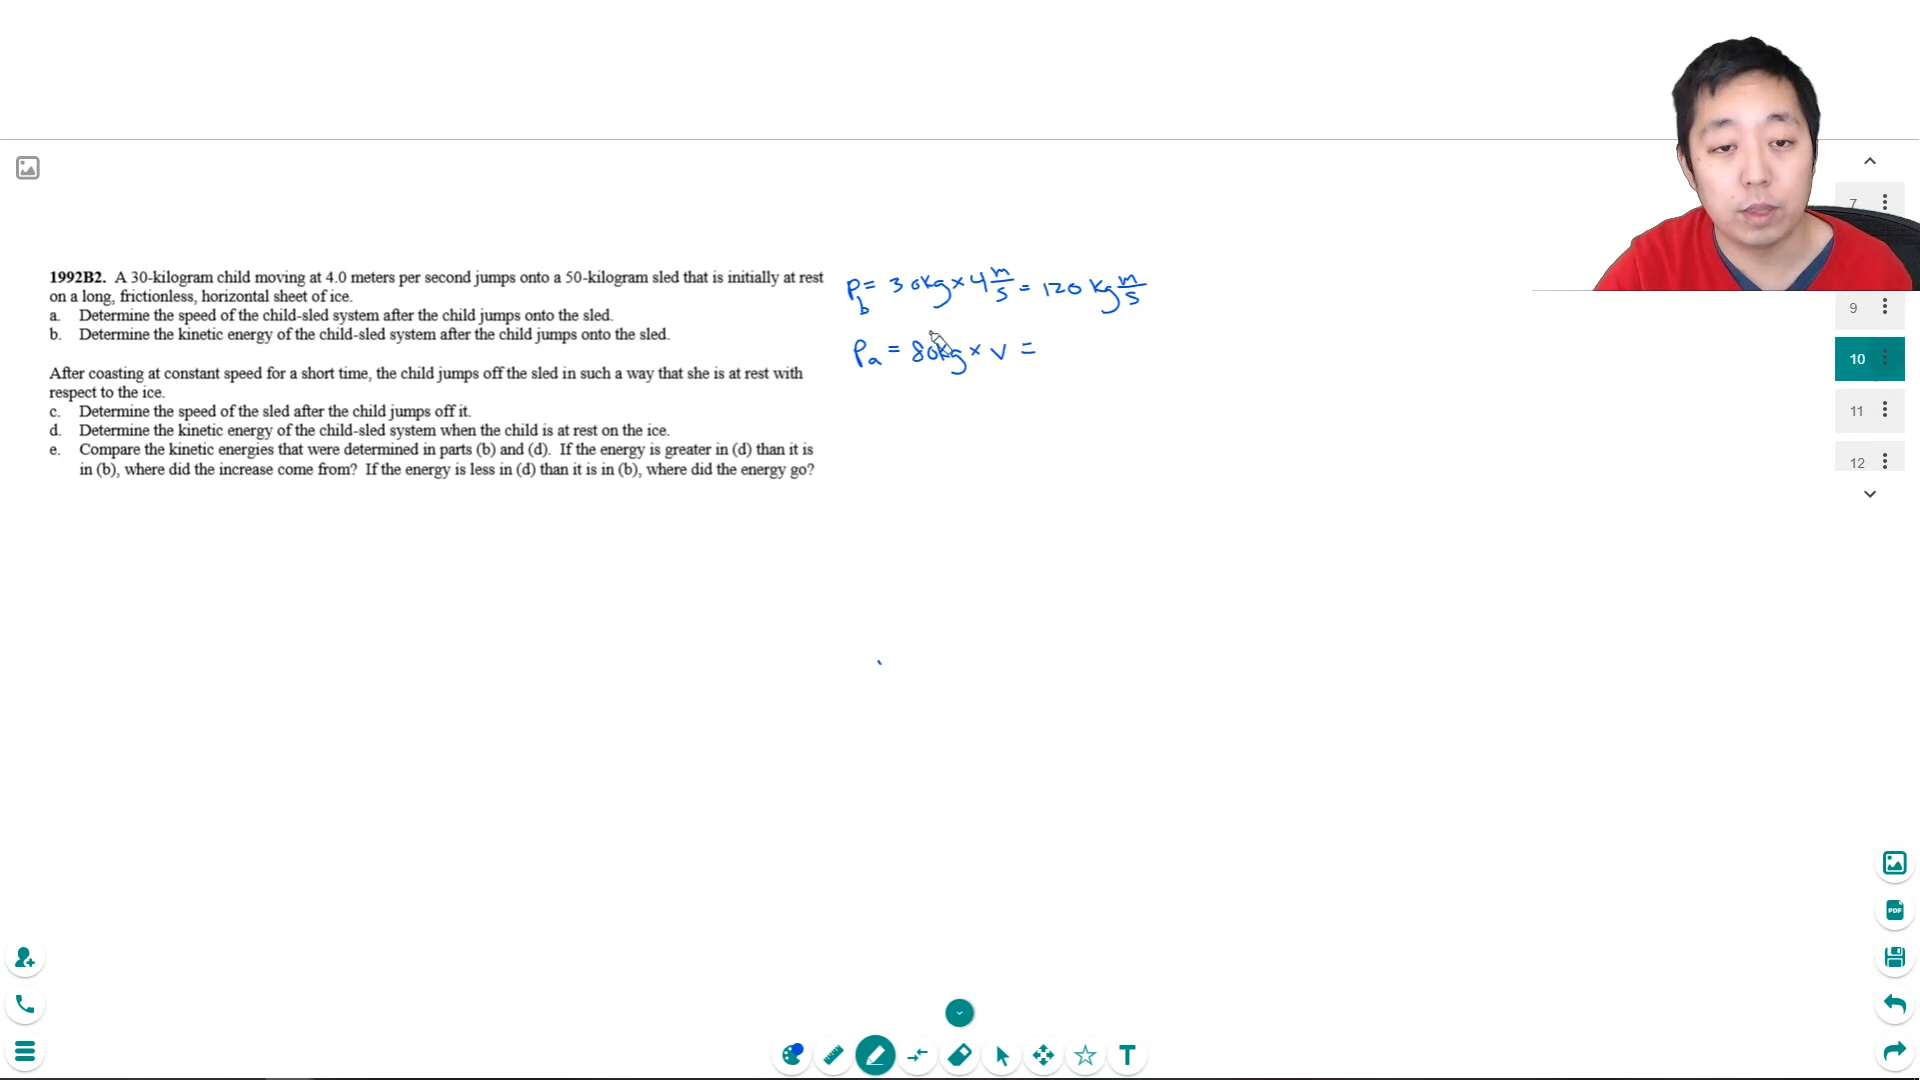 1992B2. A 30-kilogram child moving at 4.0 meters per second jumps onto a 50-kilogram sled that is initially at rest
on a long, frictionless, horizontal sheet of ice.
a. Determine the speed of the child-sled system after the child jumps onto the sled.
b. Determine the kinetic energy of the child-sled system after the child jumps onto the sled.
After coasting at constant speed for a short time, the child jumps off the sled in such a way that she is at rest with
respect to the ice.
c. Determine the speed of the sled after the child jumps off it.
d. Determine the kinetic energy of the child-sled system when the child is at rest on the ice.
e. Compare the kinetic energies that were determined in parts (b) and (d). If the energy is greater in (d) than it is
in (b), where did the increase come from? If the energy is less in (d) than it is in (b), where did the energy go?
P_b = 30kg × 4 m/s = 120 kg m/s
P_a = 80kg × v =
7
9
10
11
12
PDF
T